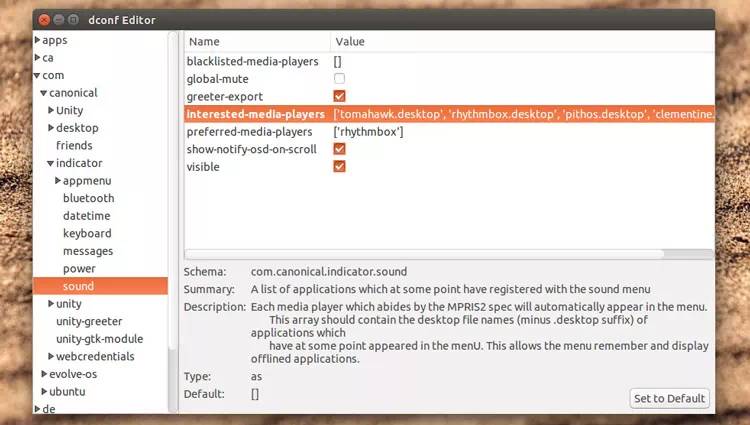 dconf Editor
apps
ca
com
canonical
Unity
desktop
friends
indicator
appmenu
bluetooth
datetime
keyboard
messages
power
sound
unity
unity-greeter
unity-gtk-module
webcredentials
evolve-os
ubuntu
de
Name Value
blacklisted-media-players []
global-mute
greeter-export
interested-media-players ['tomahawk.desktop', 'rhythmbox.desktop', 'pithos.desktop', 'clementine.
preferred-media-players ['rhythmbox']
show-notify-osd-on-scroll
visible
Schema: com.canonical.indicator.sound
Summary: A list of applications which at some point have registered with the sound menu
Description: Each media player which abides by the MPRIS2 spec will automatically appear in the menu.
This array should contain the desktop file names (minus .desktop suffix) of
applications which
have at some point appeared in the menU. This allows the menu remember and display
offlined applications.
Type: as
Default: []
Set to Default